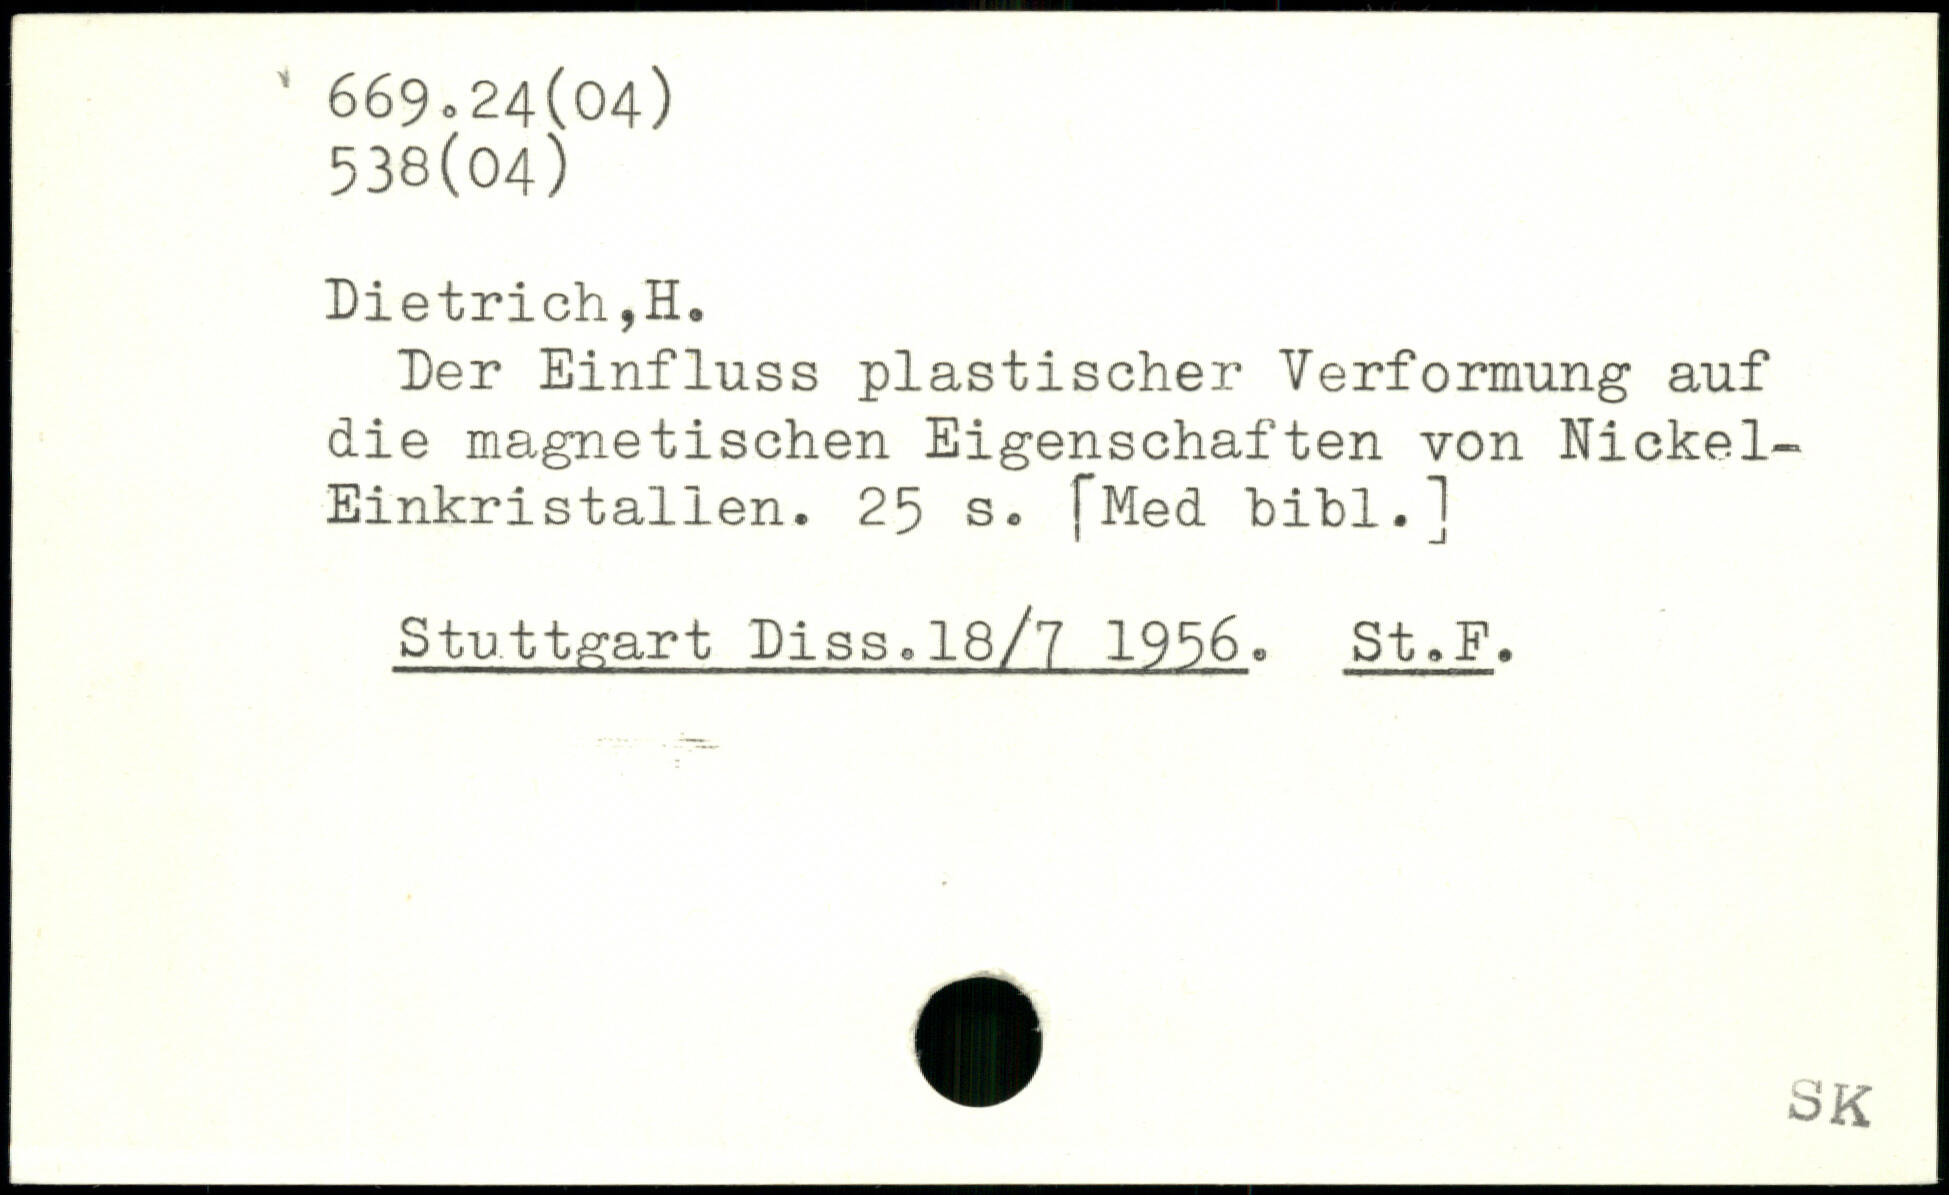 669.24(04)
538(04)
Dietrich,H.
Der Einfluss plastischer Verformung auf
die magnetischen Eigenschaften von Nickel-
Einkristallen. 25 s. [Med bibl.]
Stuttgart Diss.18/7 1956. St.F.
SK